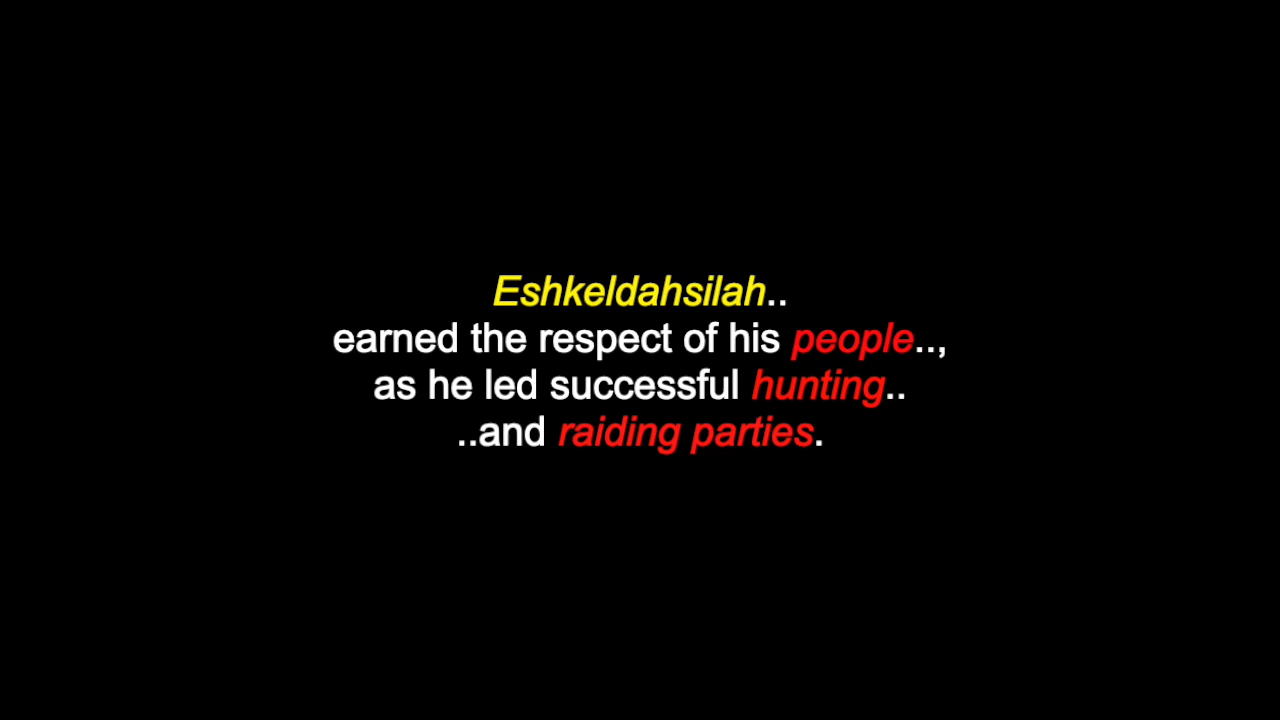 Eshkeldahsilah..
earned the respect of his people..,
as he led successful hunting..
..and raiding parties.